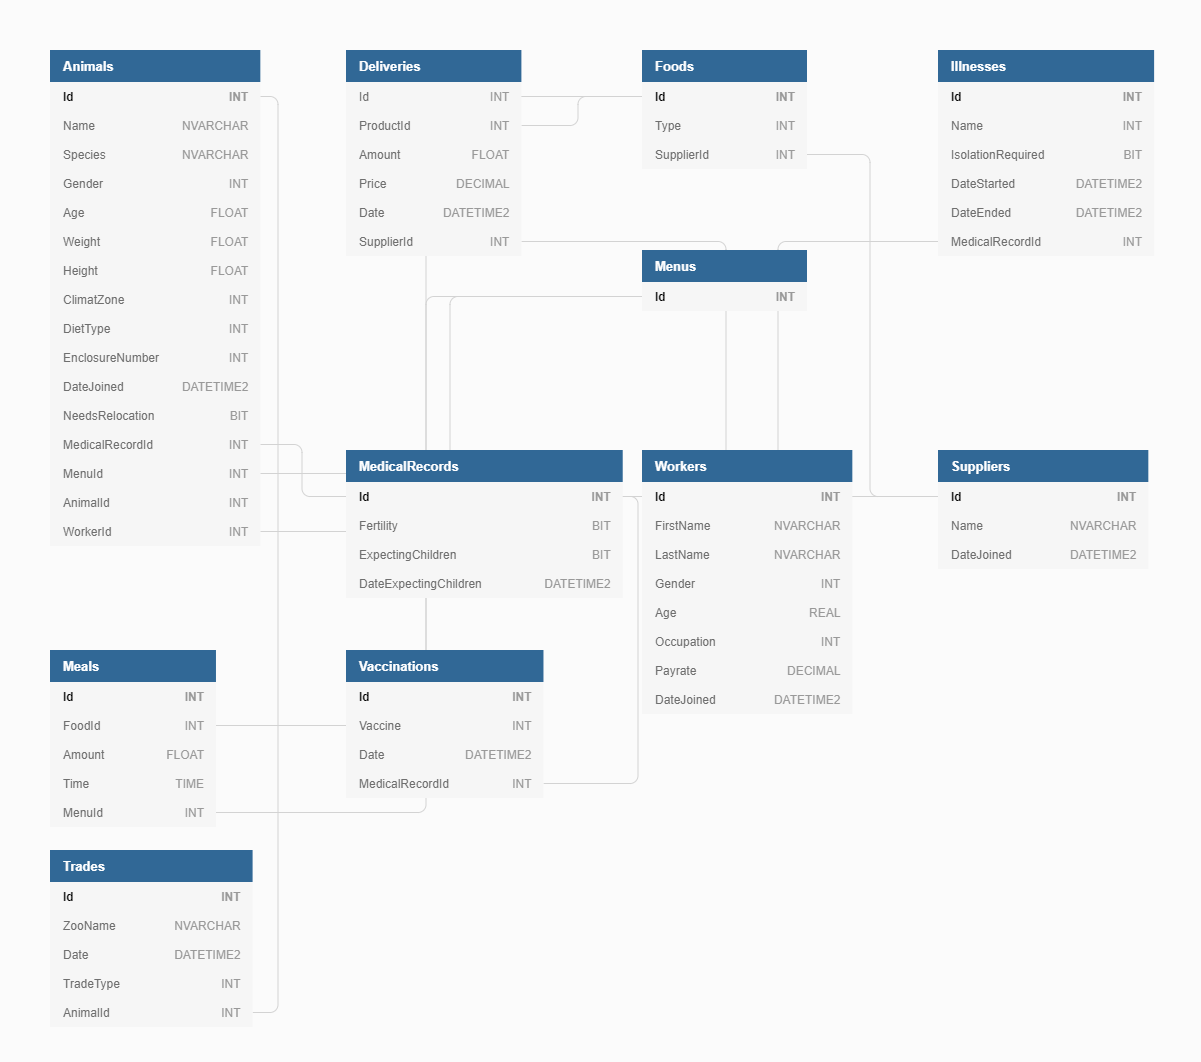 Animals
Id INT
Name NVARCHAR
Species NVARCHAR
Gender INT
Age FLOAT
Weight FLOAT
Height FLOAT
ClimatZone INT
DietType INT
EnclosureNumber INT
DateJoined DATETIME2
NeedsRelocation BIT
MedicalRecordId INT
MenuId INT
AnimalId INT
WorkerId INT
Deliveries
Id INT
ProductId INT
Amount FLOAT
Price DECIMAL
Date DATETIME2
SupplierId INT
Foods
Id INT
Type INT
SupplierId INT
Illnesses
Id INT
Name INT
IsolationRequired BIT
DateStarted DATETIME2
DateEnded DATETIME2
MedicalRecordId INT
Menus
Id INT
MedicalRecords
Id INT
Fertility BIT
ExpectingChildren BIT
DateExpectingChildren DATETIME2
Workers
Id INT
FirstName NVARCHAR
LastName NVARCHAR
Gender INT
Age REAL
Occupation INT
Payrate DECIMAL
DateJoined DATETIME2
Suppliers
Id INT
Name NVARCHAR
DateJoined DATETIME2
Meals
Id INT
FoodId INT
Amount FLOAT
Time TIME
MenuId INT
Vaccinations
Id INT
Vaccine INT
Date DATETIME2
MedicalRecordId INT
Trades
Id INT
ZooName NVARCHAR
Date DATETIME2
TradeType INT
AnimalId INT